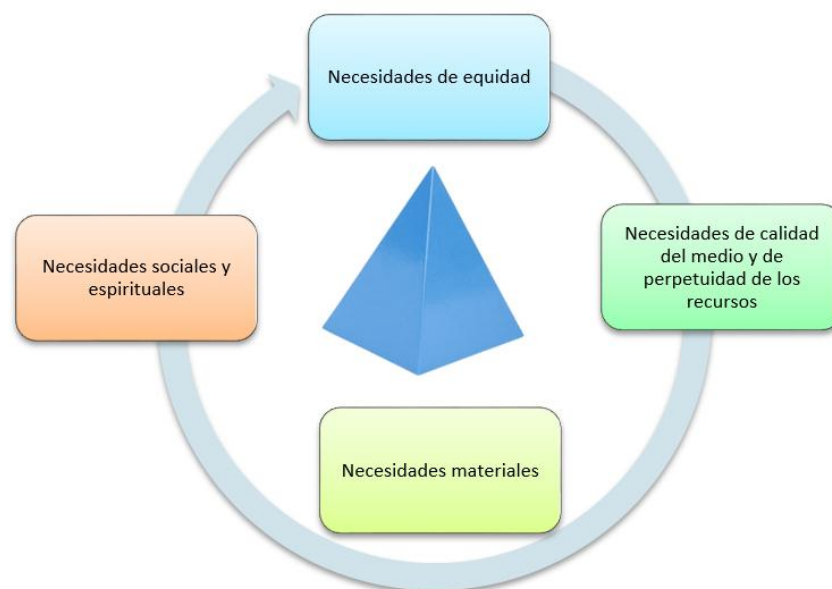 Necesidades de equidad
Necesidades de calidad
del medio y de
perpetuidad de los
recursos
Necesidades materiales
Necesidades sociales y
espirituales